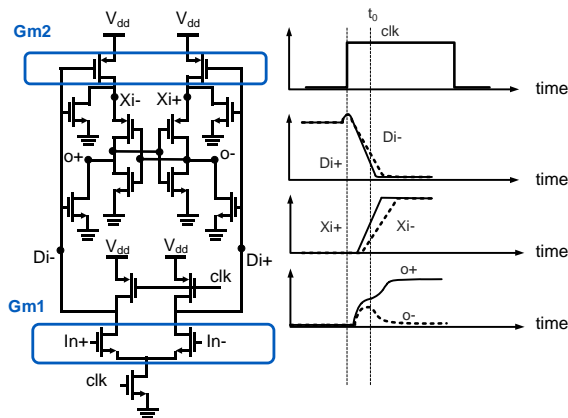 Gm2
Vdd Vdd
Xi- Xi+
o+ o-
Vdd Vdd
Di- Di+
clk
Gm1
In+ In-
clk
t0
clk
time
Di-
Di+
time
Xi+ Xi-
time
o+
o-
time